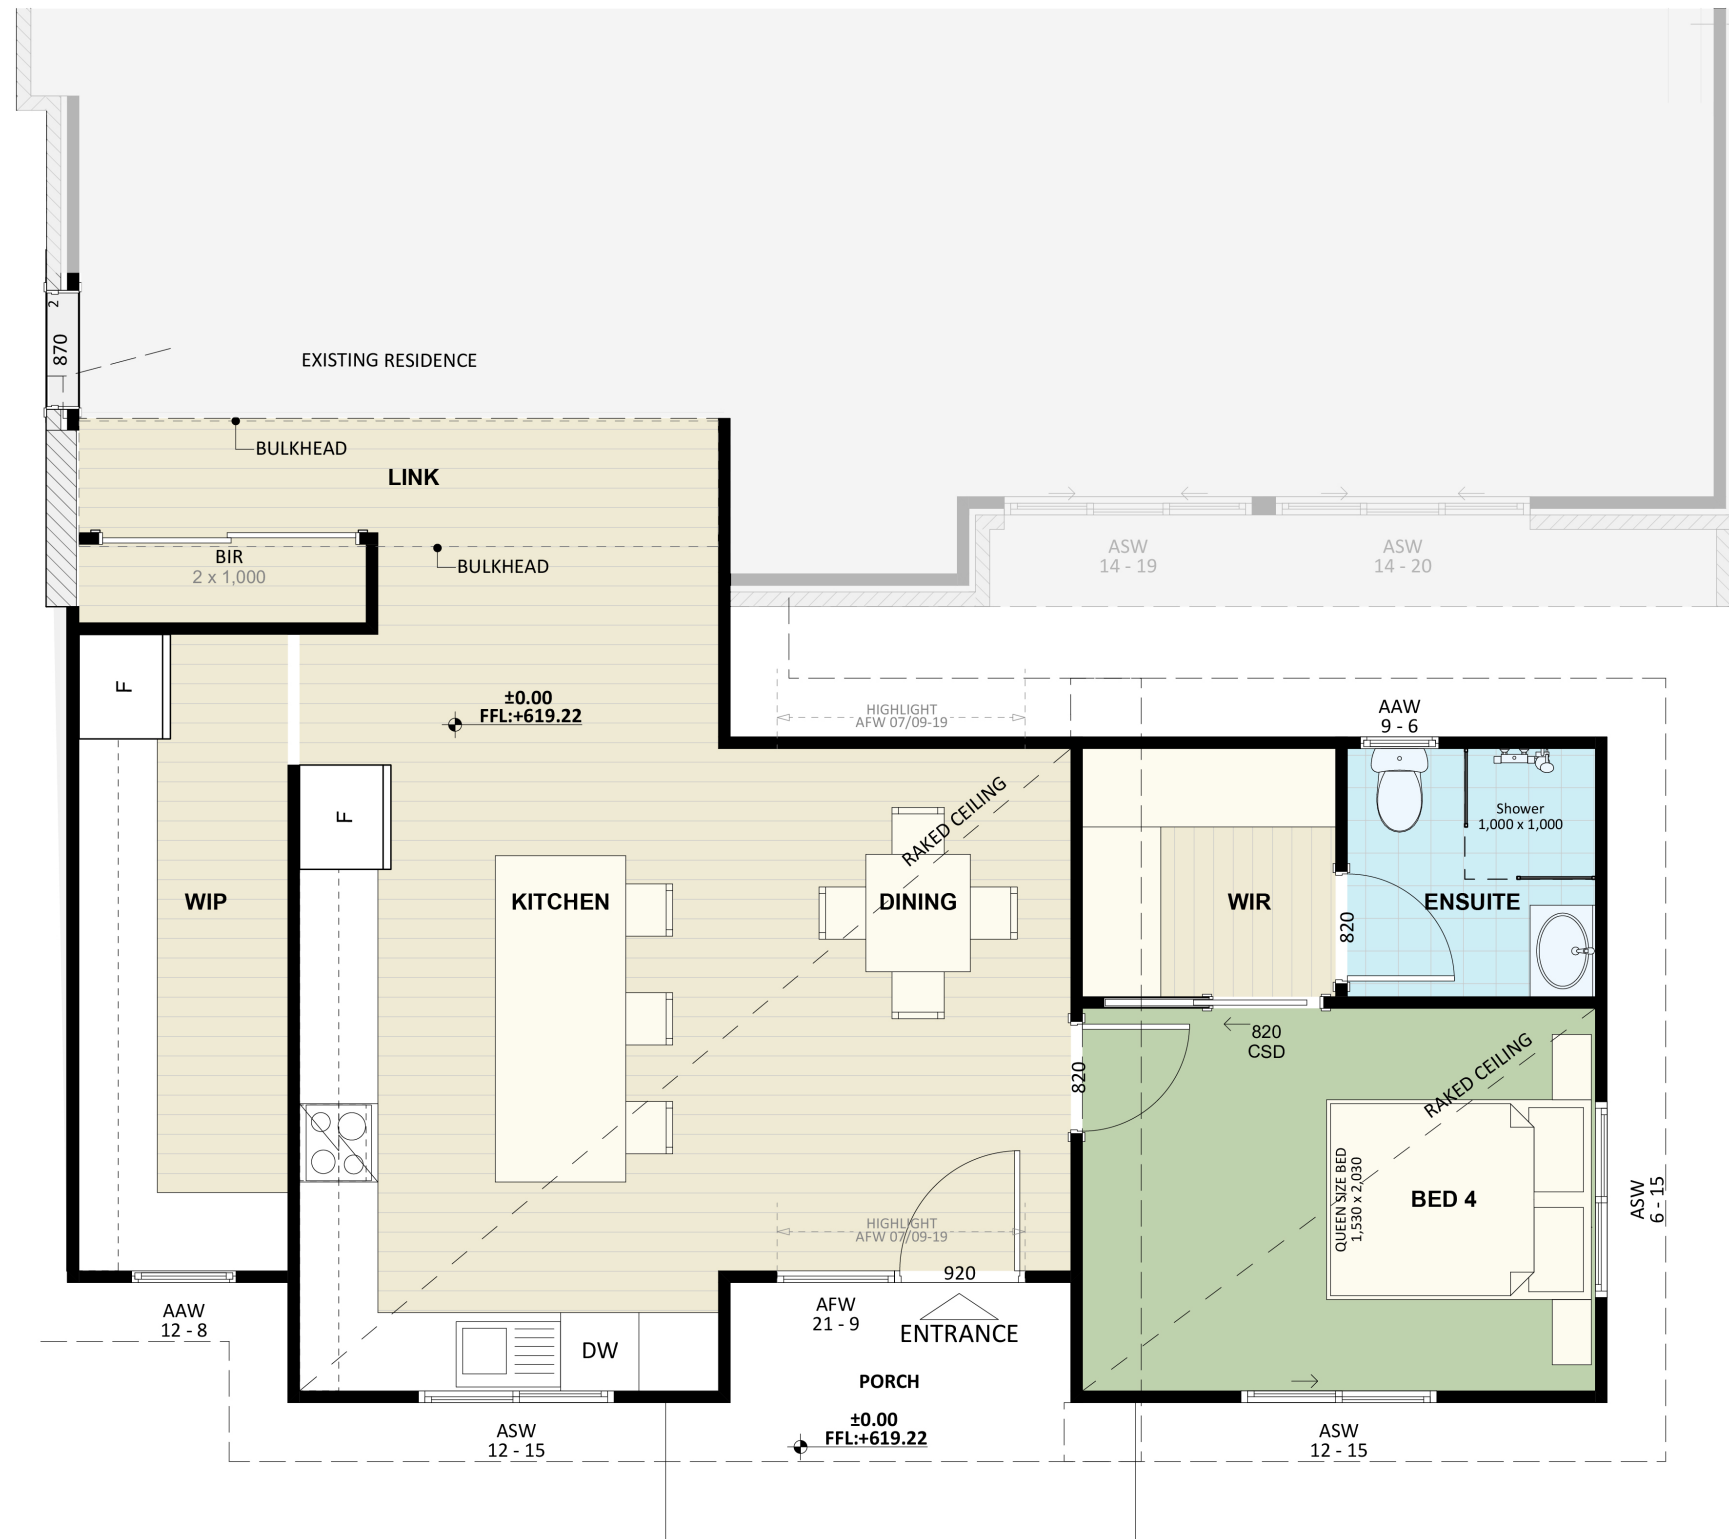 2
870
EXISTING RESIDENCE
BULKHEAD
LINK
BIR
2 x 1,000
BULKHEAD
ASW
14 - 19
ASW
14 - 20
F
±0.00
FFL:+619.22
HIGHLIGHT
AFW 07/09-19
AAW
9 - 6
F
RAKED CEILING
Shower
1,000 x 1,000
WIP
KITCHEN
DINING
WIR
820
ENSUITE
820
CSD
820
RAKED CEILING
QUEEN SIZE BED
1,530 x 2,030
BED 4
ASW
6 - 15
HIGHLIGHT
AFW 07/09-19
920
AAW
12 - 8
AFW
21 - 9
ENTRANCE
DW
PORCH
±0.00
FFL:+619.22
ASW
12 - 15
ASW
12 - 15